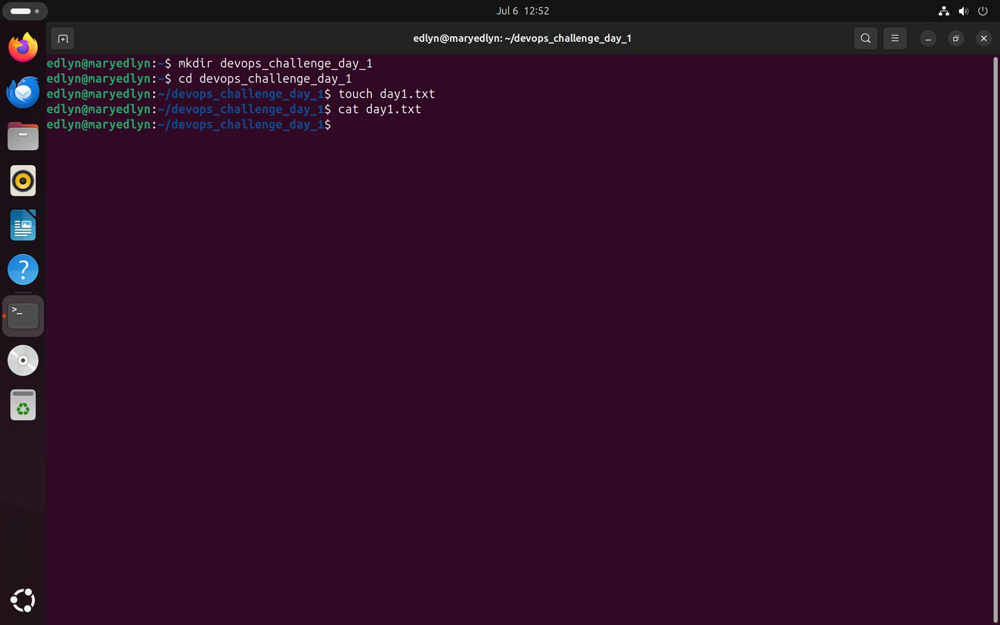 Jul 6 12:52
edlyn@maryedlyn: ~/devops_challenge_day_1
edlyn@maryedlyn:~$ mkdir devops_challenge_day_1
edlyn@maryedlyn:~$ cd devops_challenge_day_1
edlyn@maryedlyn:~/devops_challenge_day_1$ touch day1.txt
edlyn@maryedlyn:~/devops_challenge_day_1$ cat day1.txt
edlyn@maryedlyn:~/devops_challenge_day_1$
?
>_